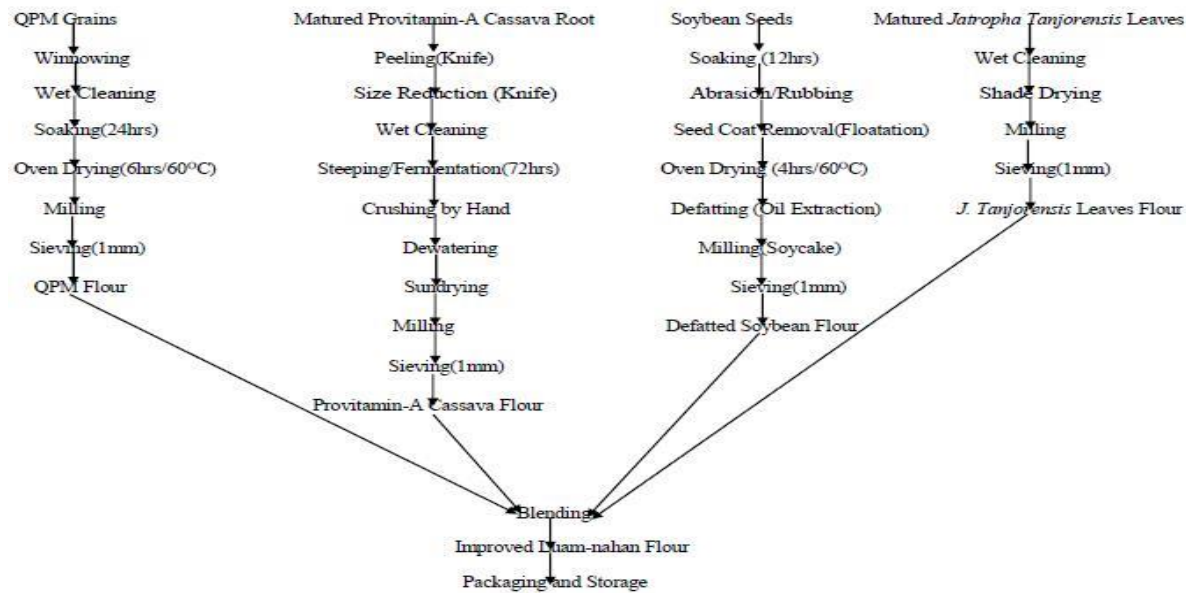 QPM Grains
Winnowing
Wet Cleaning
Soaking(24hrs)
Oven Drying(6hrs/60ᴼC)
Milling
Sieving(1mm)
QPM Flour
Matured Provitamin-A Cassava Root
Peeling(Knife)
Size Reduction (Knife)
Wet Cleaning
Steeping/Fermentation(72hrs)
Crushing by Hand
Dewatering
Sundrying
Milling
Sieving(1mm)
Provitamin-A Cassava Flour
Soybean Seeds
Soaking (12hrs)
Abrasion/Rubbing
Seed Coat Removal(Floatation)
Oven Drying (4hrs/60ᴼC)
Defatting (Oil Extraction)
Milling(Soycake)
Sieving(1mm)
Defatted Soybean Flour
Matured Jatropha Tanjorensis Leaves
Wet Cleaning
Shade Drying
Milling
Sieving(1mm)
J. Tanjorensis Leaves Flour
Blending
Improved Luam-nahan Flour
Packaging and Storage